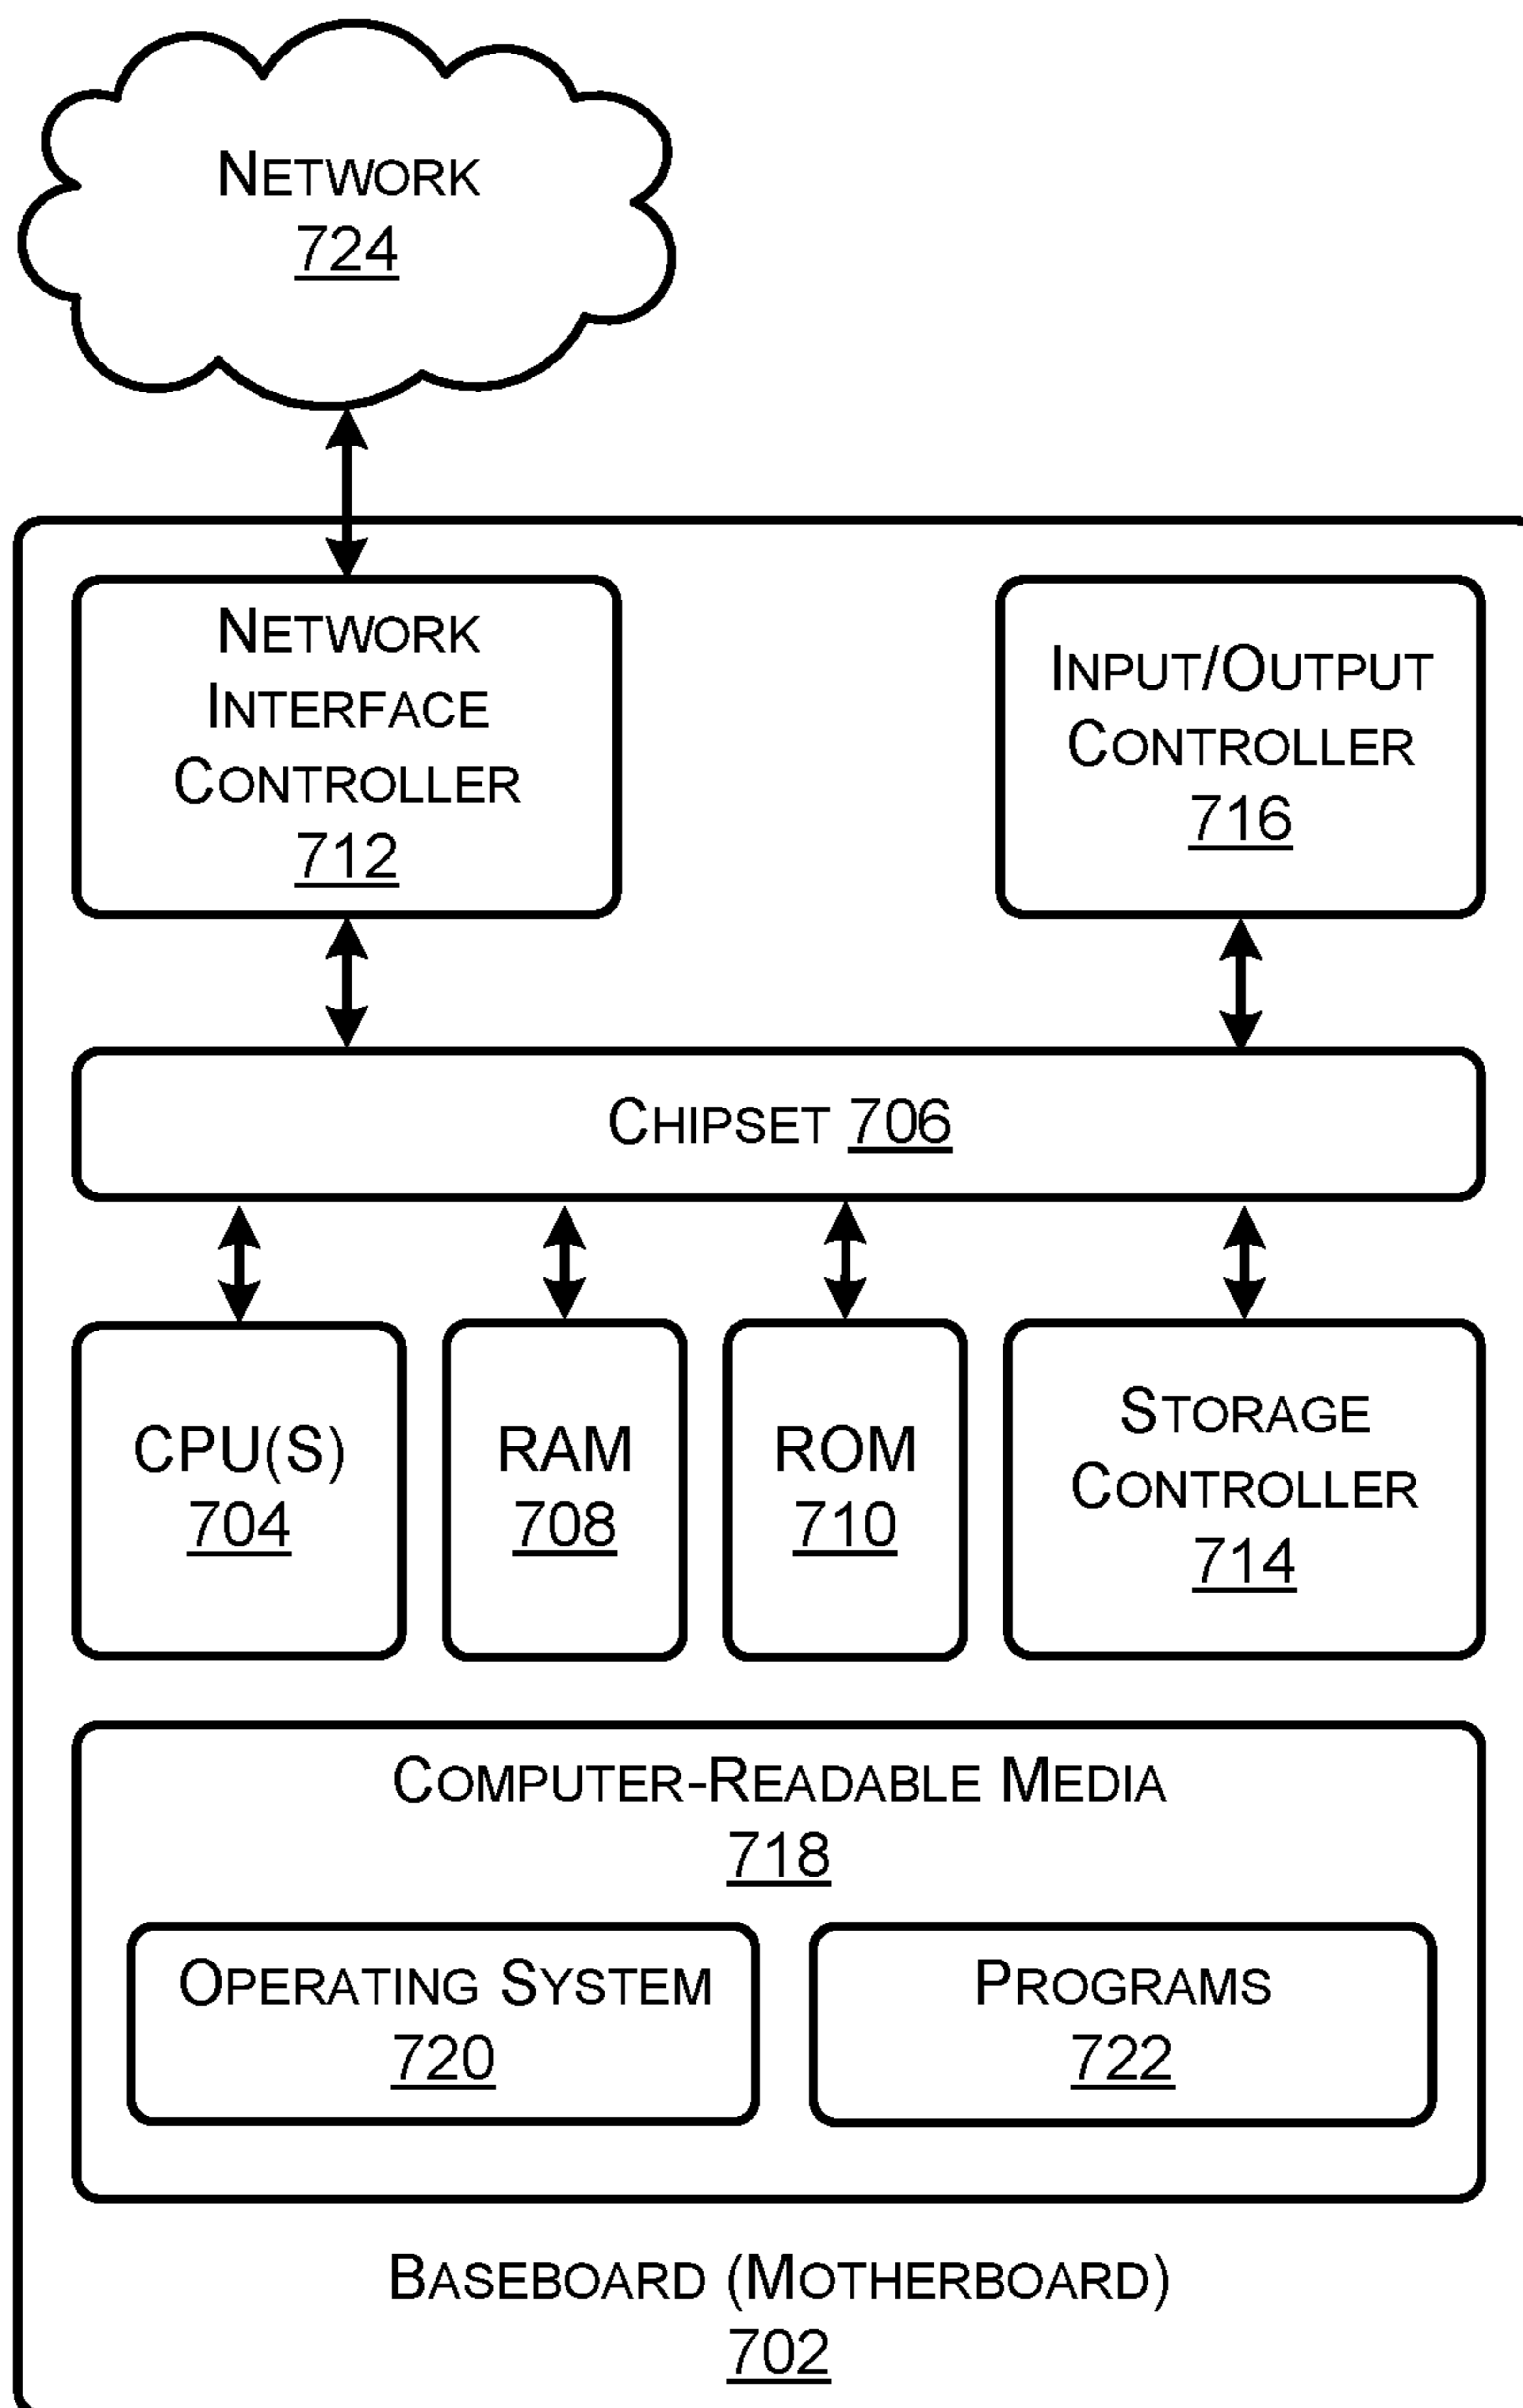 NETWORK
724
NETWORK
INTERFACE
CONTROLLER
712
INPUT/OUTPUT
CONTROLLER
716
CHIPSET 706
CPU(S)
704
RAM
708
ROM
710
STORAGE
CONTROLLER
714
COMPUTER-READABLE MEDIA
718
OPERATING SYSTEM
720
PROGRAMS
722
BASEBOARD (MOTHERBOARD)
702